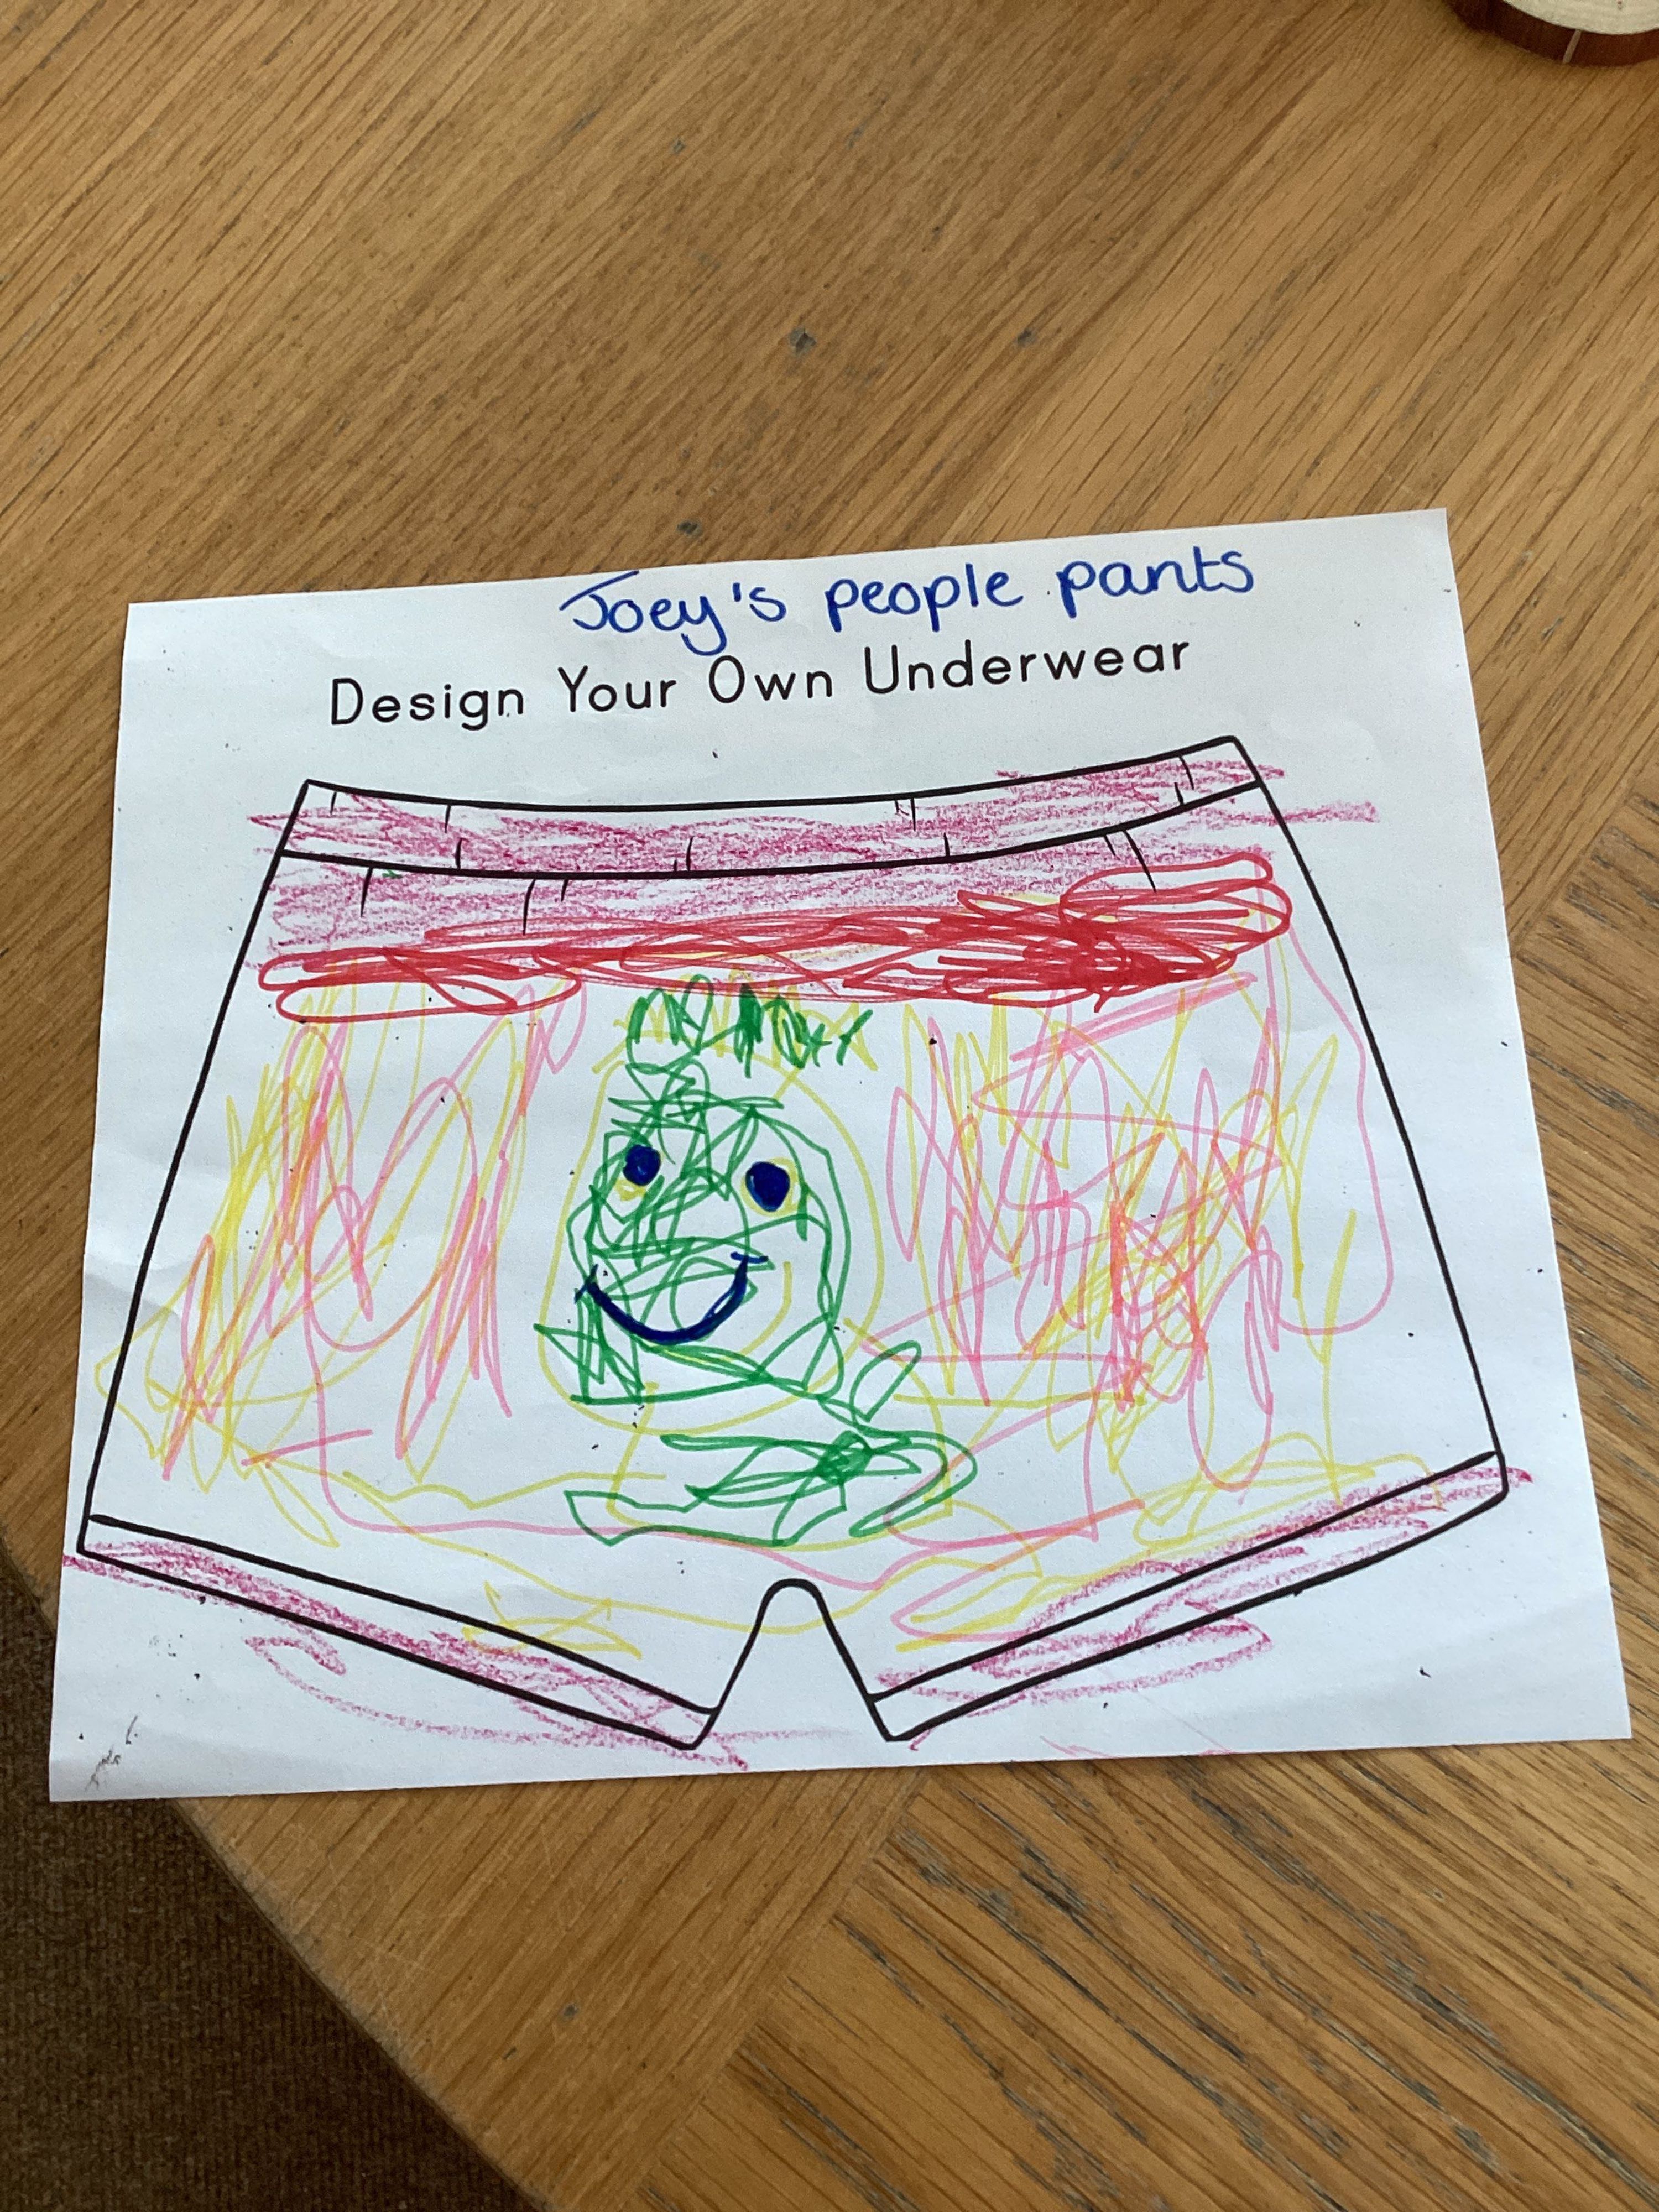 Joey's people pants
Design Your Own Underwear